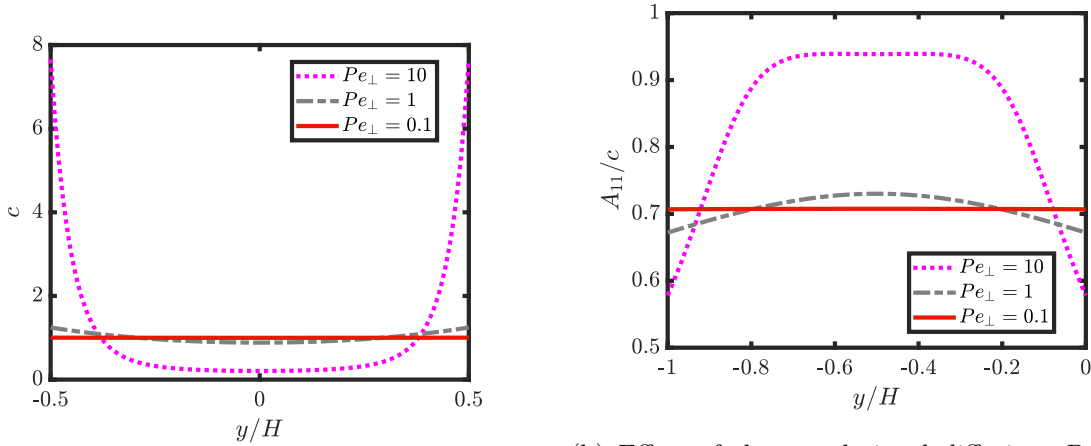 8
6
4
2
0
c
-0.5
0
0.5
y/H
Pe⊥ = 10
Pe⊥ = 1
Pe⊥ = 0.1
1
0.9
0.8
0.7
0.6
0.5
A11/c
-1
-0.8
-0.6
-0.4
-0.2
0
y/H
Pe⊥ = 10
Pe⊥ = 1
Pe⊥ = 0.1